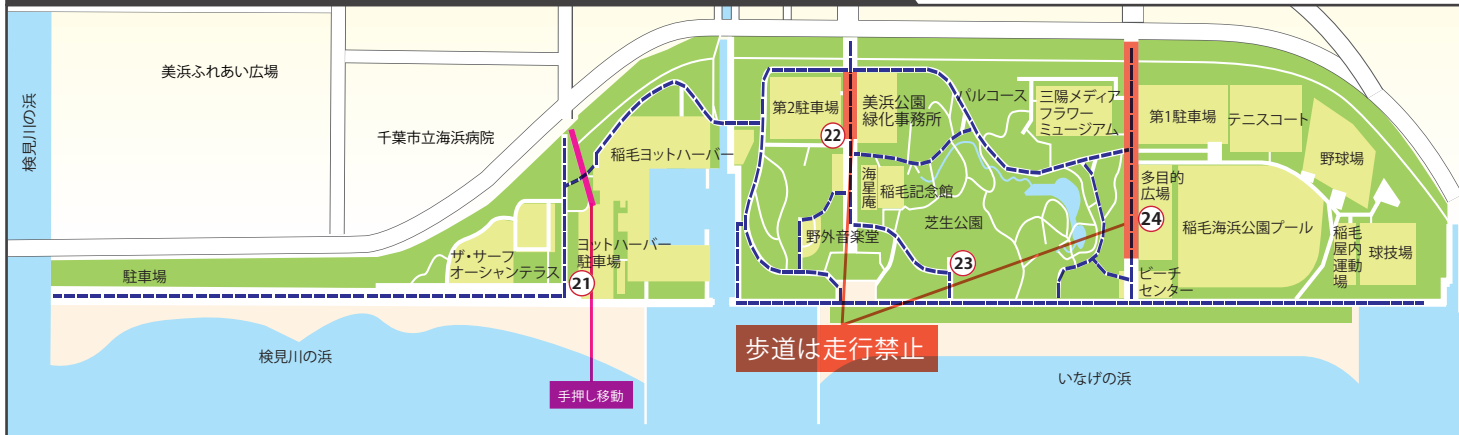 検見川の浜
美浜ふれあい広場
千葉市立海浜病院
稲毛ヨットハーバー
ザ・サーフ
オーシャンテラス
ヨットハーバー
駐車場
駐車場
21
検見川の浜
手押し移動
第2駐車場
22
美浜公園
緑化事務所
パルコース
三陽メディア
フラワー
ミュージアム
第1駐車場
テニスコート
野球場
海星庵
稲毛記念館
芝生公園
野外音楽堂
23
多目的
広場
24
稲毛海浜公園プール
稲毛
屋内
運動
場
球技場
ビーチ
センター
歩道は走行禁止
いなげの浜